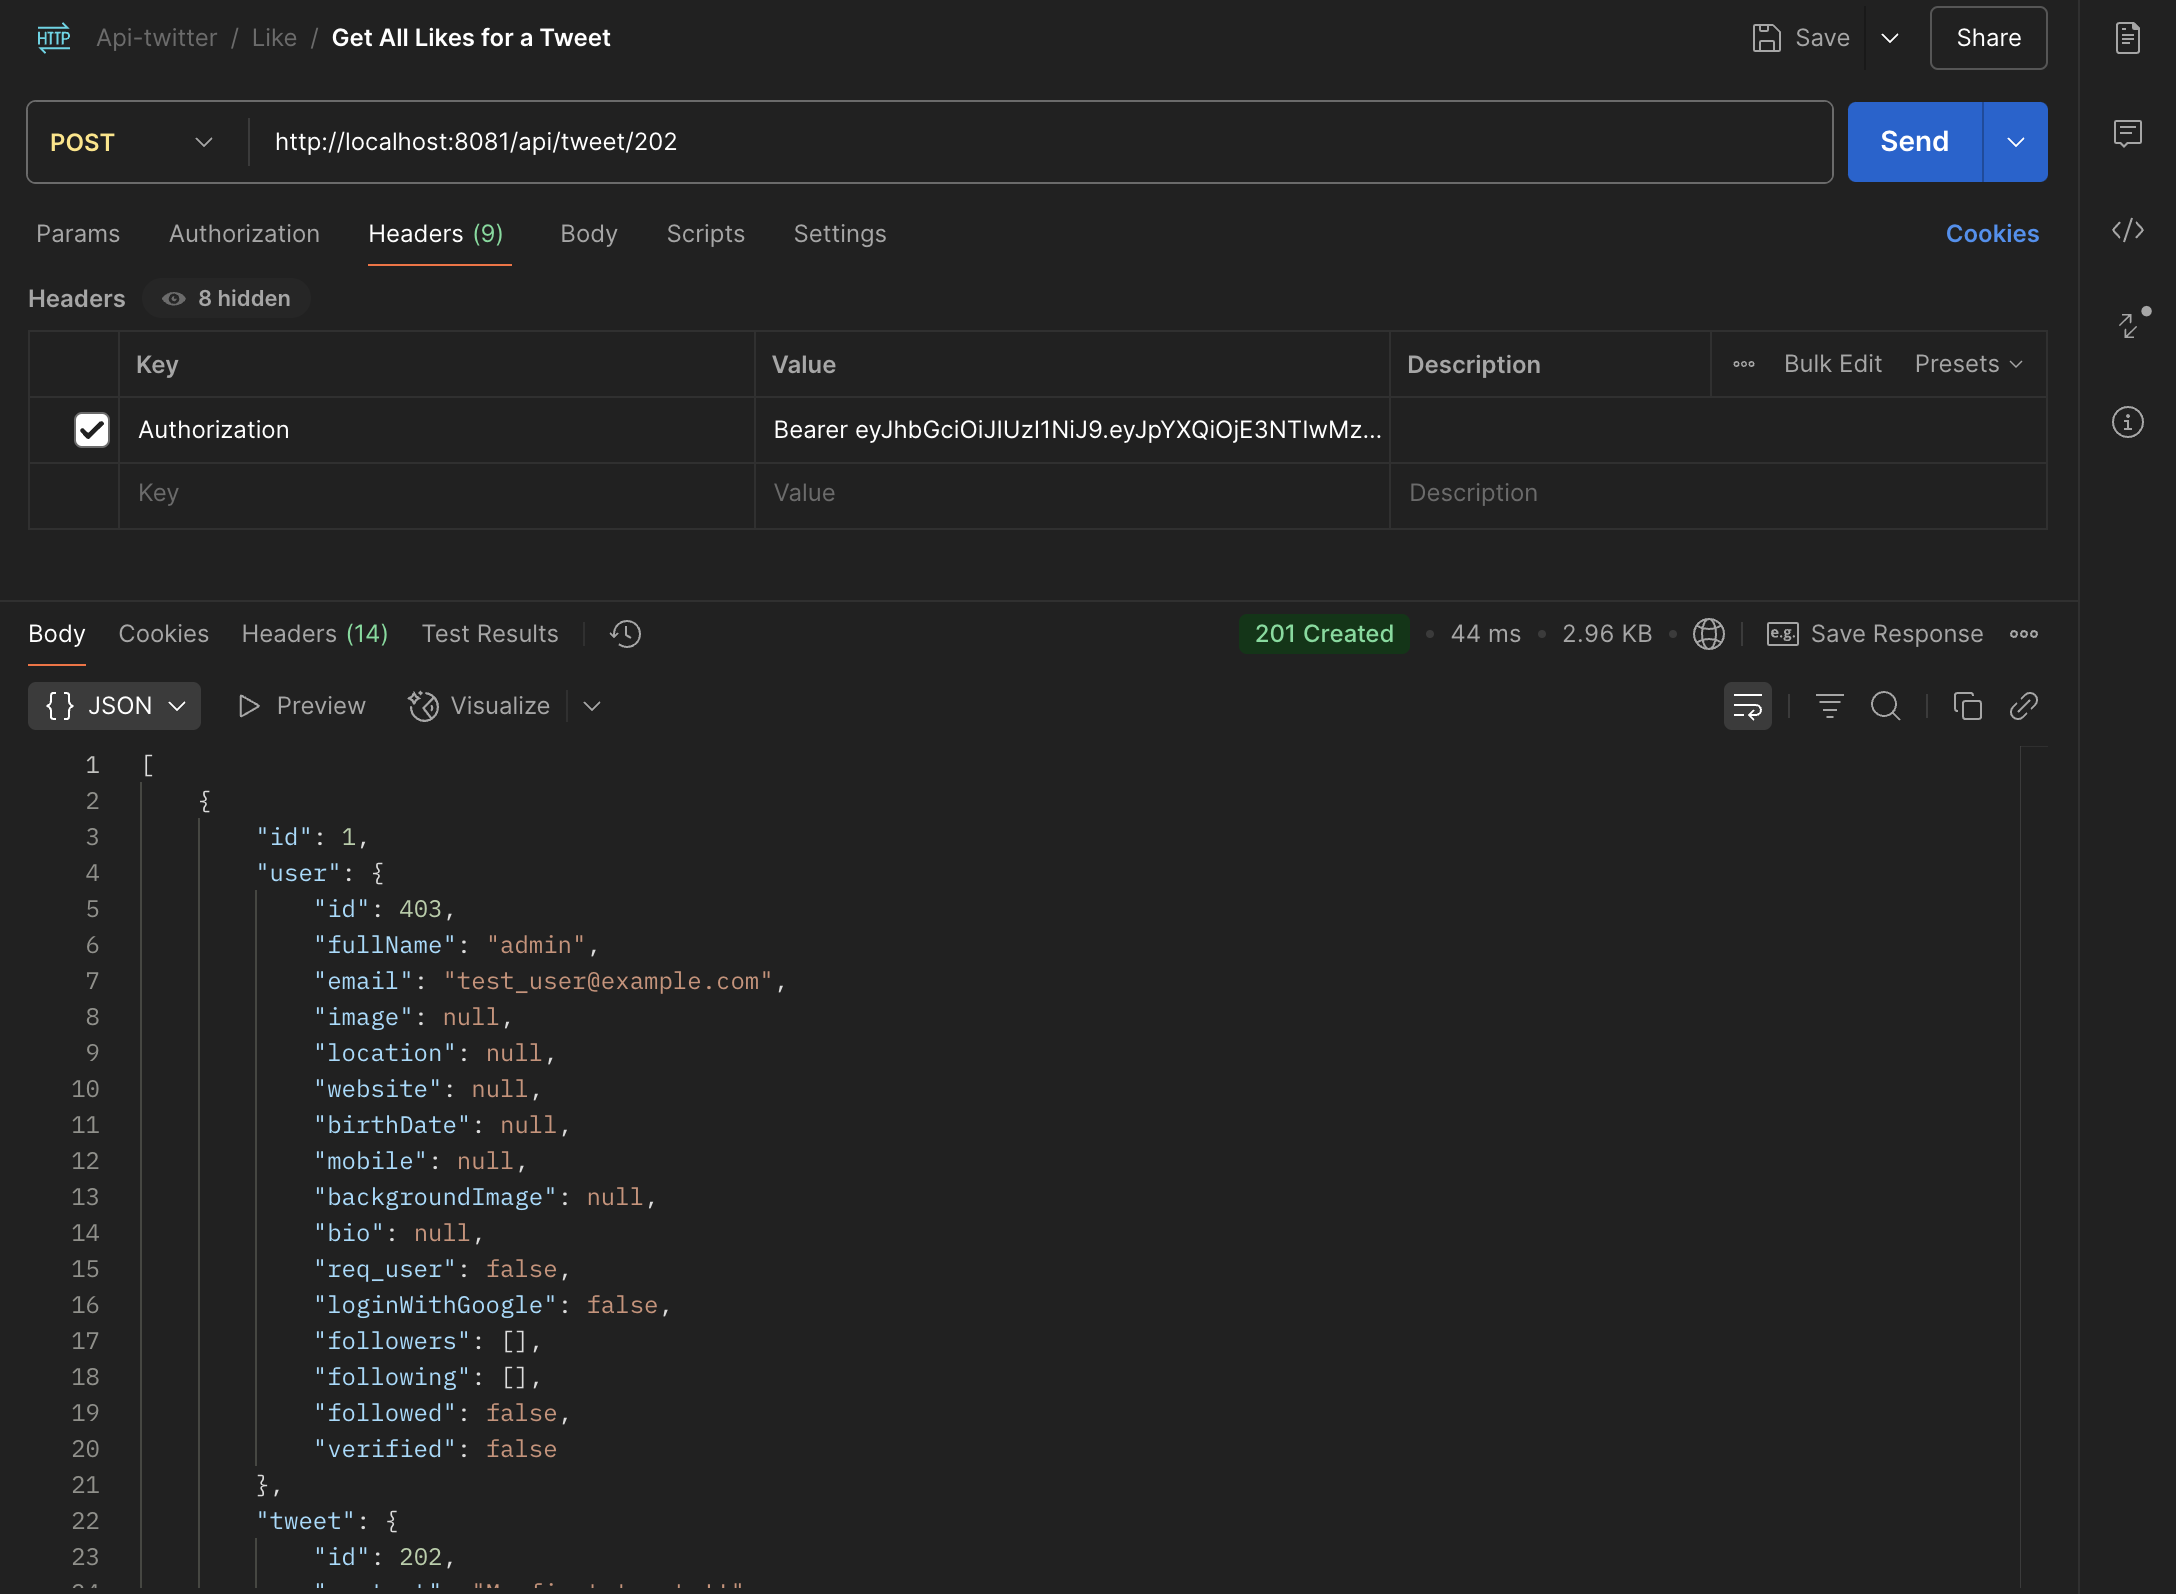 HTTP Api-twitter / Like / Get All Likes for a Tweet Save Share
POST http://localhost:8081/api/tweet/202 Send
Params Authorization Headers (9) Body Scripts Settings Cookies
Headers 8 hidden
Key Value Description Bulk Edit Presets
Authorization Bearer eyJhbGciOiJIUzI1NiJ9.eyJpYXQiOjE3NTIwMz...
Key Value Description
Body Cookies Headers (14) Test Results 201 Created 44 ms 2.96 KB e.g. Save Response
{} JSON Preview Visualize
1 [
2 {
3 "id": 1,
4 "user": {
5 "id": 403,
6 "fullName": "admin",
7 "email": "test_user@example.com",
8 "image": null,
9 "location": null,
10 "website": null,
11 "birthDate": null,
12 "mobile": null,
13 "backgroundImage": null,
14 "bio": null,
15 "req_user": false,
16 "loginWithGoogle": false,
17 "followers": [],
18 "following": [],
19 "followed": false,
20 "verified": false
21 },
22 "tweet": {
23 "id": 202,